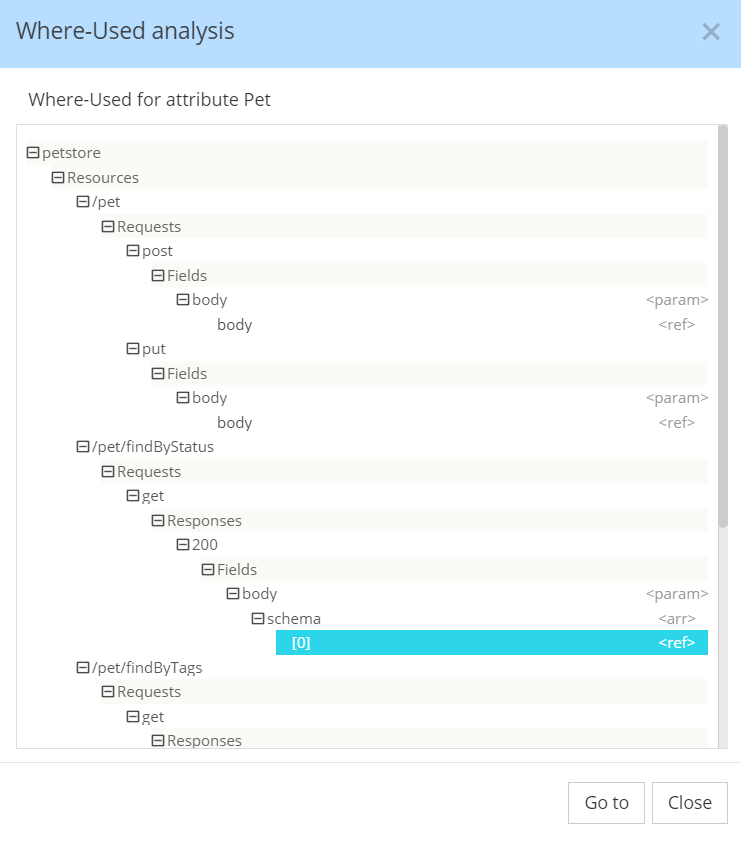 Where-Used analysis
Where-Used for attribute Pet
petstore
Resources
/pet
Requests
post
Fields
body <param>
body <ref>
put
Fields
body <param>
body <ref>
/pet/findByStatus
Requests
get
Responses
200
Fields
body <param>
schema <arr>
[0] <ref>
/pet/findByTags
Requests
get
Responses
Go to Close